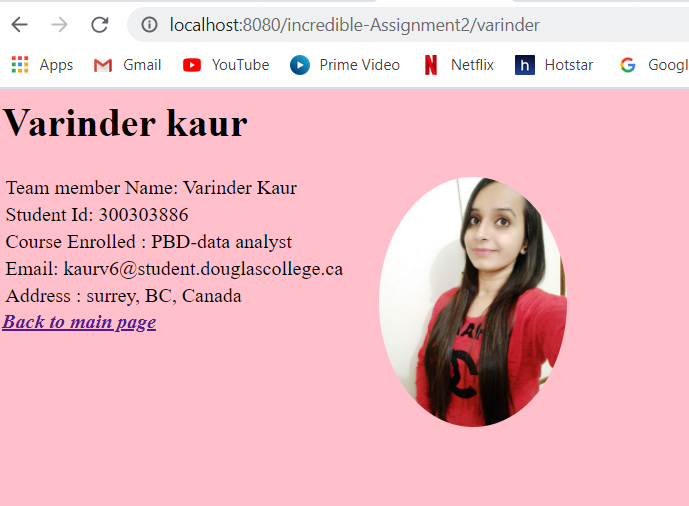 localhost:8080/incredible-Assignment2/varinder
Apps Gmail YouTube Prime Video Netflix h Hotstar G Googl
Varinder kaur
Team member Name: Varinder Kaur
Student Id: 300303886
Course Enrolled : PBD-data analyst
Email: kaurv6@student.douglascollege.ca
Address : surrey, BC, Canada
Back to main page